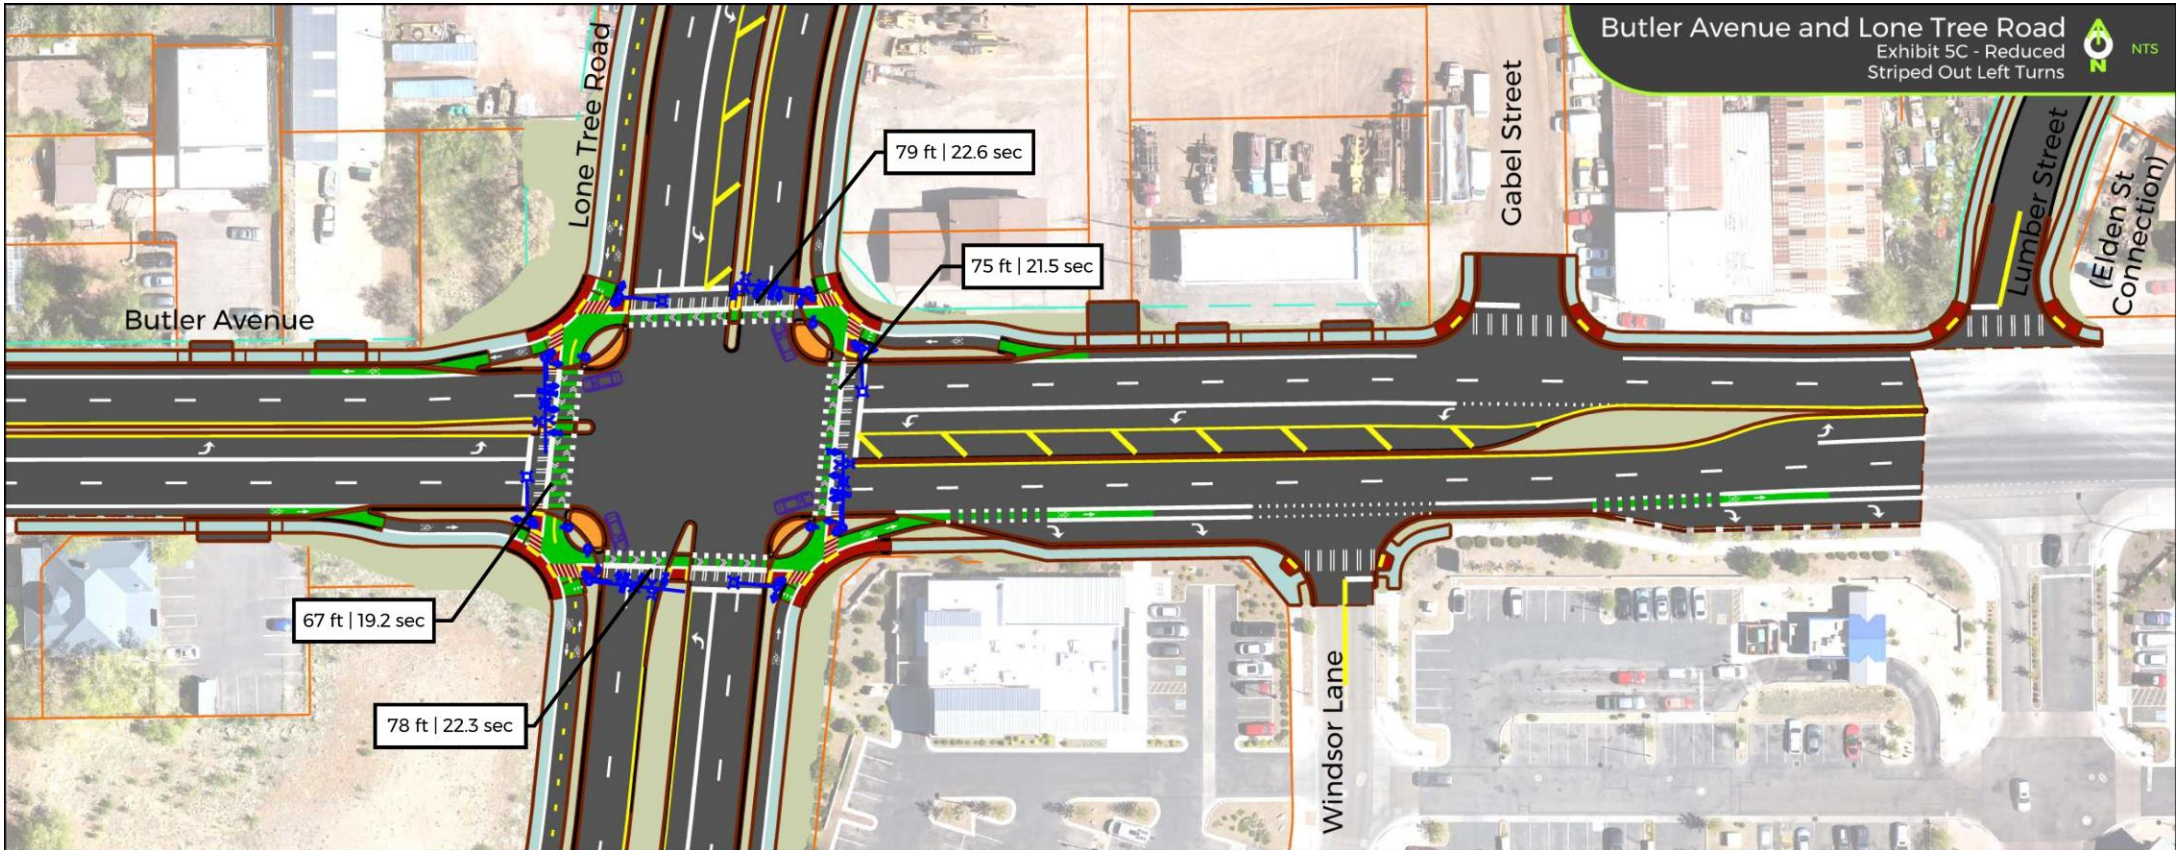 Butler Avenue and Lone Tree Road
Exhibit 5C - Reduced
Striped Out Left Turns
N
NTS
Lone Tree Road
79 ft | 22.6 sec
Gabel Street
Lumber Street
(Elden St
Connection)
75 ft | 21.5 sec
Butler Avenue
67 ft | 19.2 sec
78 ft | 22.3 sec
Windsor Lane